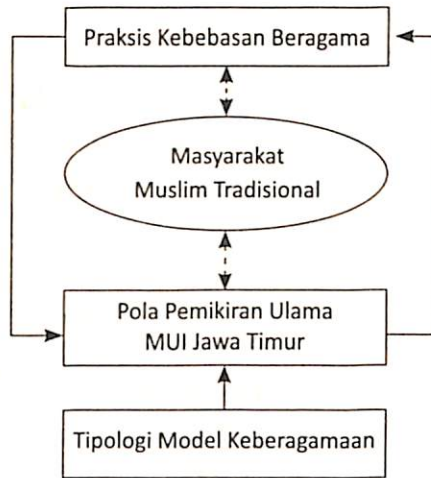 Praksis Kebebasan Beragama
Masyarakat
Muslim Tradisional
Pola Pemikiran Ulama
MUI Jawa Timur
Tipologi Model Keberagamaan